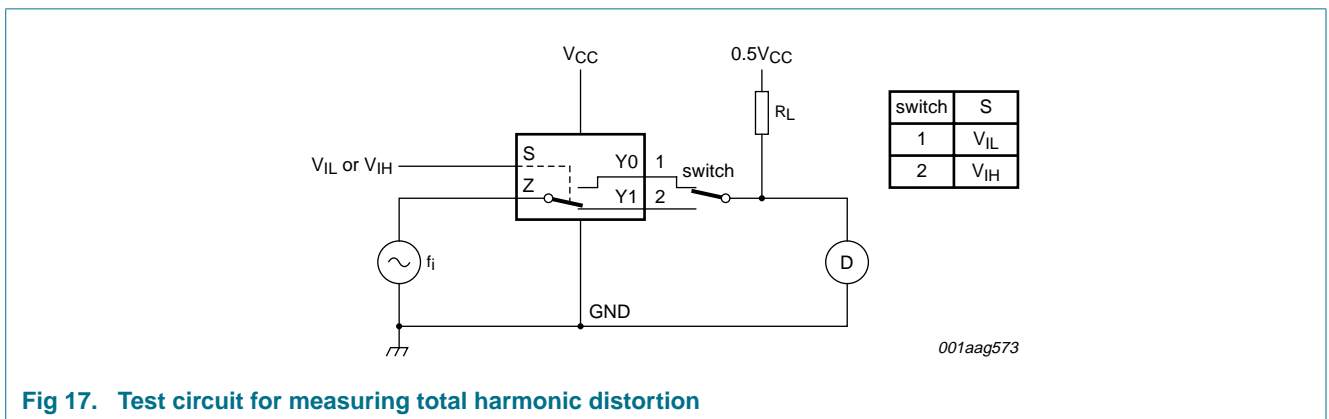 VCC
0.5VCC
RL
switch S
1 VIL
2 VIH
VIL or VIH
S
Z
Y0 1
Y1 2
switch
fi
D
GND
001aag573
Fig 17. Test circuit for measuring total harmonic distortion